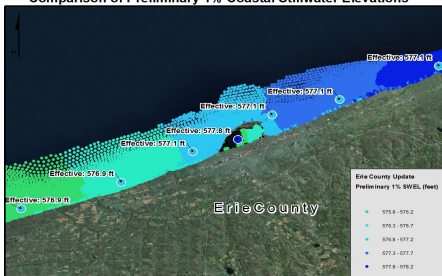 Comparison of Preliminary 1% Coastal Stillwater Elevations
Effective: 577.1 ft
Effective: 577.1 ft
Effective: 577.1 ft
Effective: 577.8 ft
Effective: 577.1 ft
Effective: 576.9 ft
Effective: 576.9 ft
Erie County
Erie County Update
Preliminary 1% SWEL (feet)
575.8 - 576.2
576.3 - 576.7
576.8 - 577.2
577.3 - 577.7
577.8 - 578.2